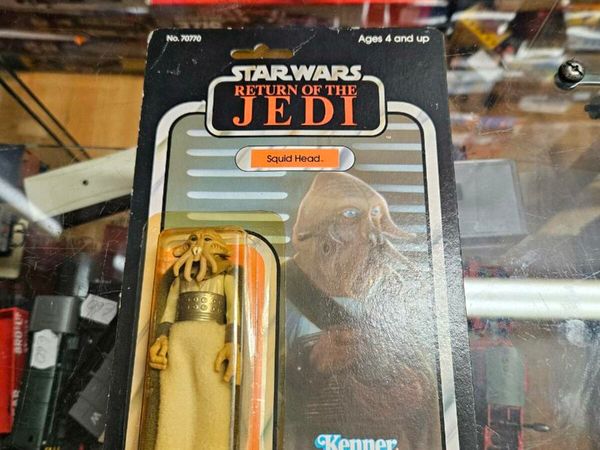 No. 70770
Ages 4 and up
STAR WARS
RETURN OF THE
JEDI
Squid Head
Kenner